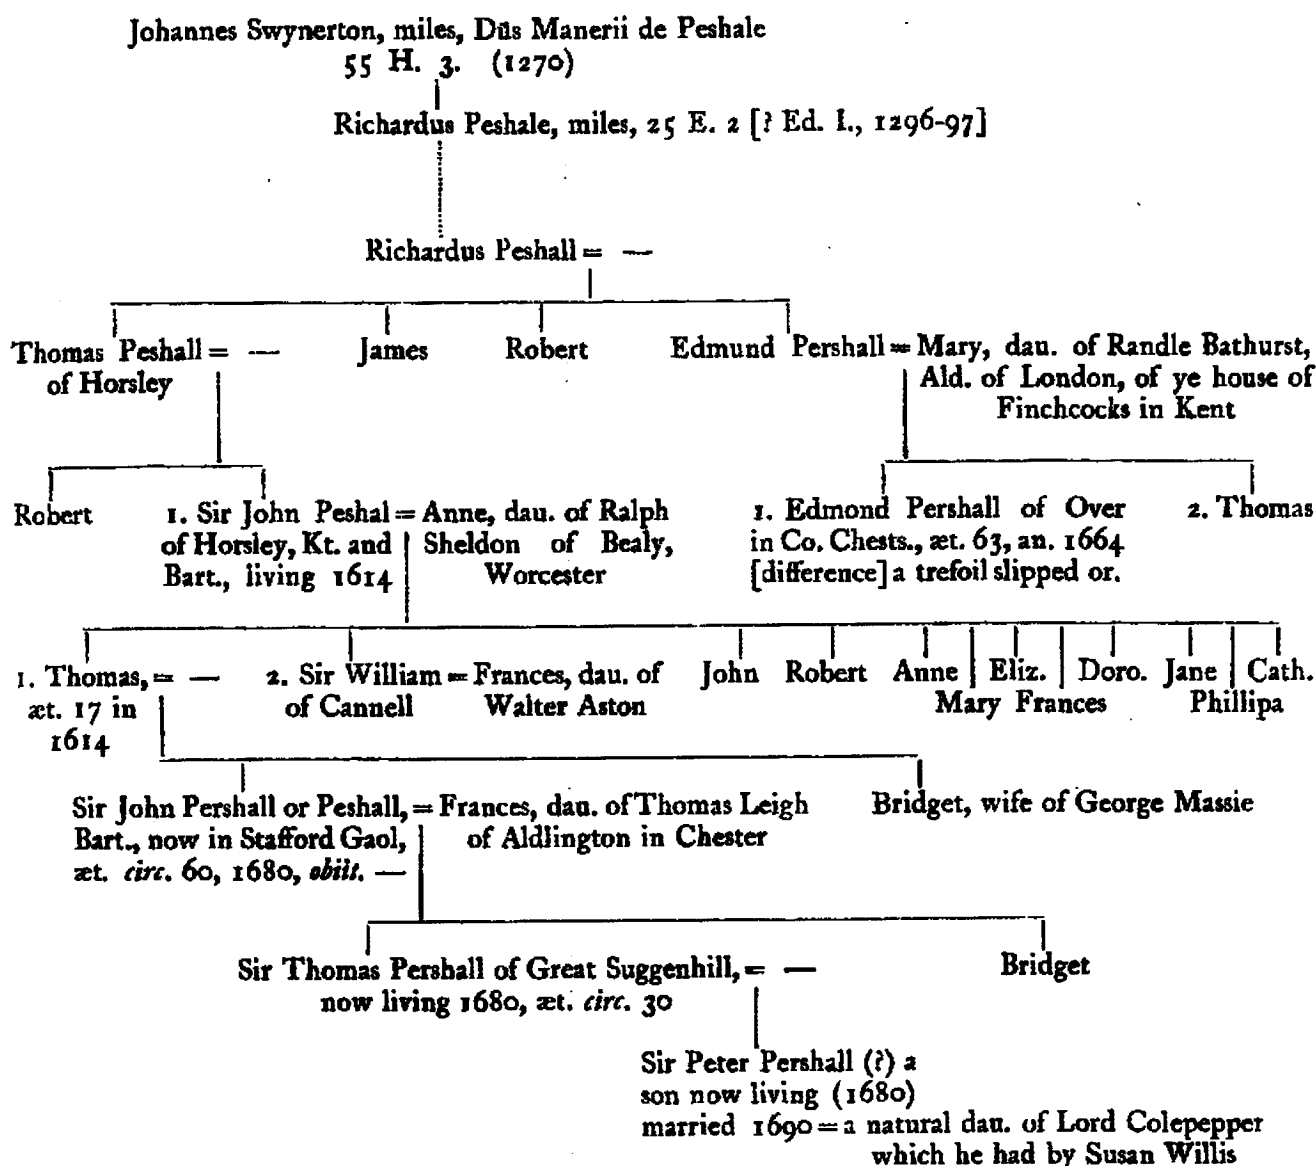 Johannes Swynerton, miles, Dūs Manerii de Peshale
55 H. 3. (1270)
Richardus Peshale, miles, 25 E. 2 [? Ed. I., 1296-97]
Richardus Peshall = —
Thomas Peshall = —
of Horsley
James
Robert
Edmund Pershall = Mary, dau. of Randle Bathurst,
Ald. of London, of ye house of
Finchcocks in Kent
Robert
1. Sir John Peshal = Anne, dau. of Ralph
of Horsley, Kt. and Sheldon of Bealy,
Bart., living 1614 Worcester
1. Edmond Pershall of Over
in Co. Chests., æt. 63, an. 1664
[difference] a trefoil slipped or.
2. Thomas
1. Thomas, = —
æt. 17 in
1614
2. Sir William = Frances, dau. of
of Cannell Walter Aston
John Robert Anne Eliz. Doro. Jane Cath.
Mary Frances Phillipa
Sir John Pershall or Peshall, = Frances, dau. of Thomas Leigh
Bart., now in Stafford Gaol, of Aldlington in Chester
æt. circ. 60, 1680, obiit. —
Bridget, wife of George Massie
Sir Thomas Pershall of Great Suggenhill, = —
now living 1680, æt. circ. 30
Bridget
Sir Peter Pershall (?) a
son now living (1680)
married 1690 = a natural dau. of Lord Colepepper
which he had by Susan Willis